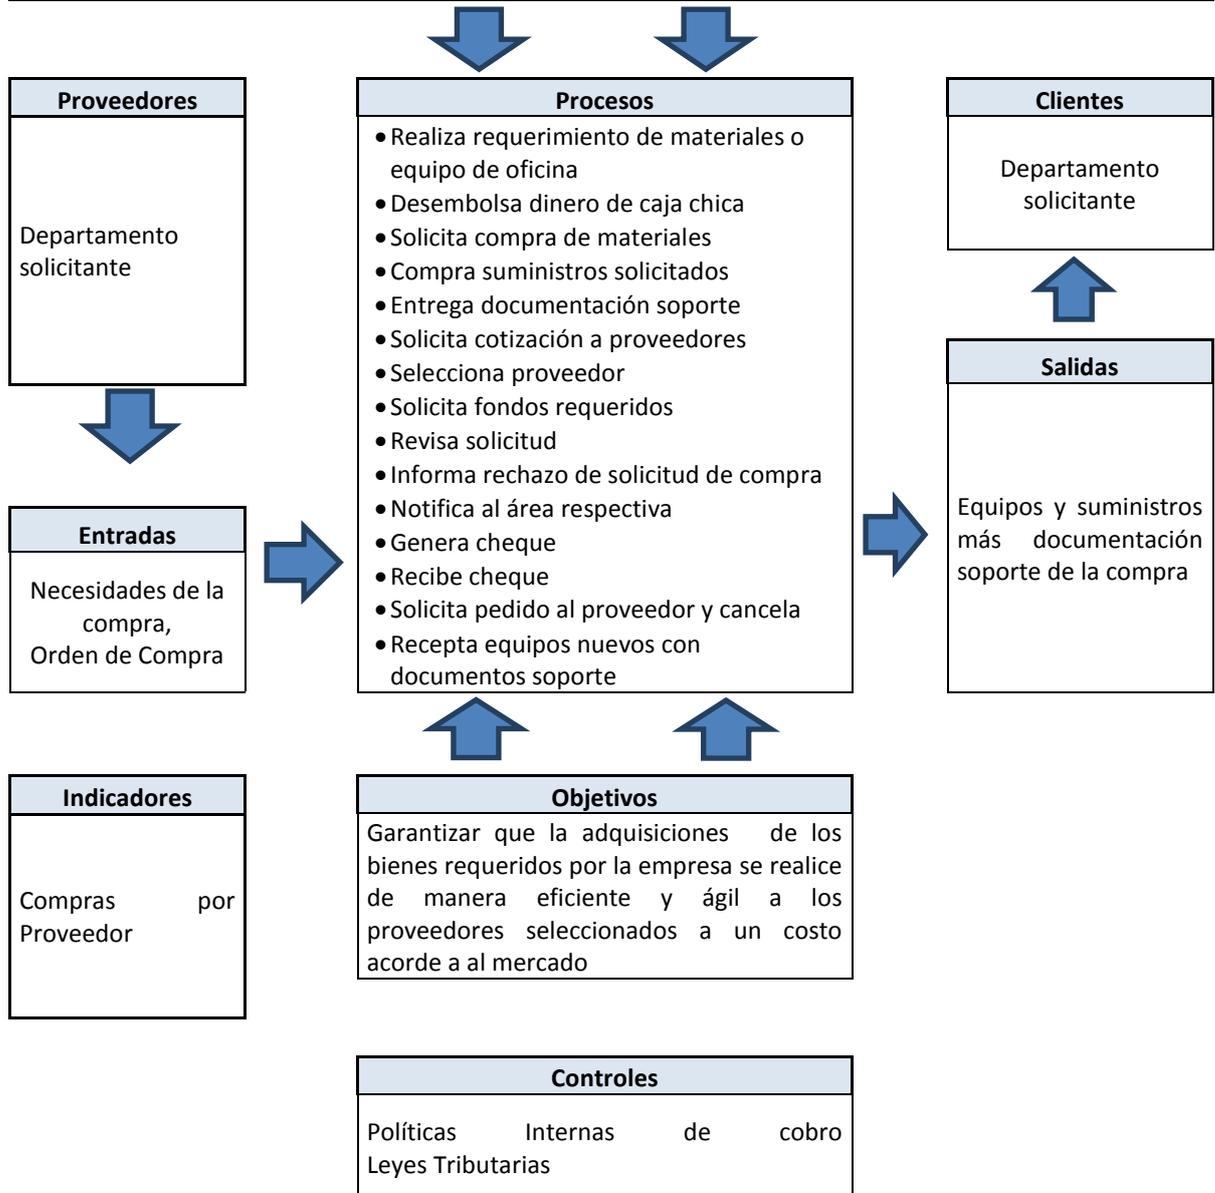 Proveedores
Departamento
solicitante
Entradas
Necesidades de la
compra,
Orden de Compra
Procesos
• Realiza requerimiento de materiales o
equipo de oficina
• Desembolsa dinero de caja chica
• Solicita compra de materiales
• Compra suministros solicitados
• Entrega documentación soporte
• Solicita cotización a proveedores
• Selecciona proveedor
• Solicita fondos requeridos
• Revisa solicitud
• Informa rechazo de solicitud de compra
• Notifica al área respectiva
• Genera cheque
• Recibe cheque
• Solicita pedido al proveedor y cancela
• Recepta equipos nuevos con
documentos soporte
Clientes
Departamento
solicitante
Salidas
Equipos y suministros
más documentación
soporte de la compra
Indicadores
Compras por
Proveedor
Objetivos
Garantizar que la adquisiciones de los
bienes requeridos por la empresa se realice
de manera eficiente y ágil a los
proveedores seleccionados a un costo
acorde a al mercado
Controles
Políticas Internas de cobro
Leyes Tributarias